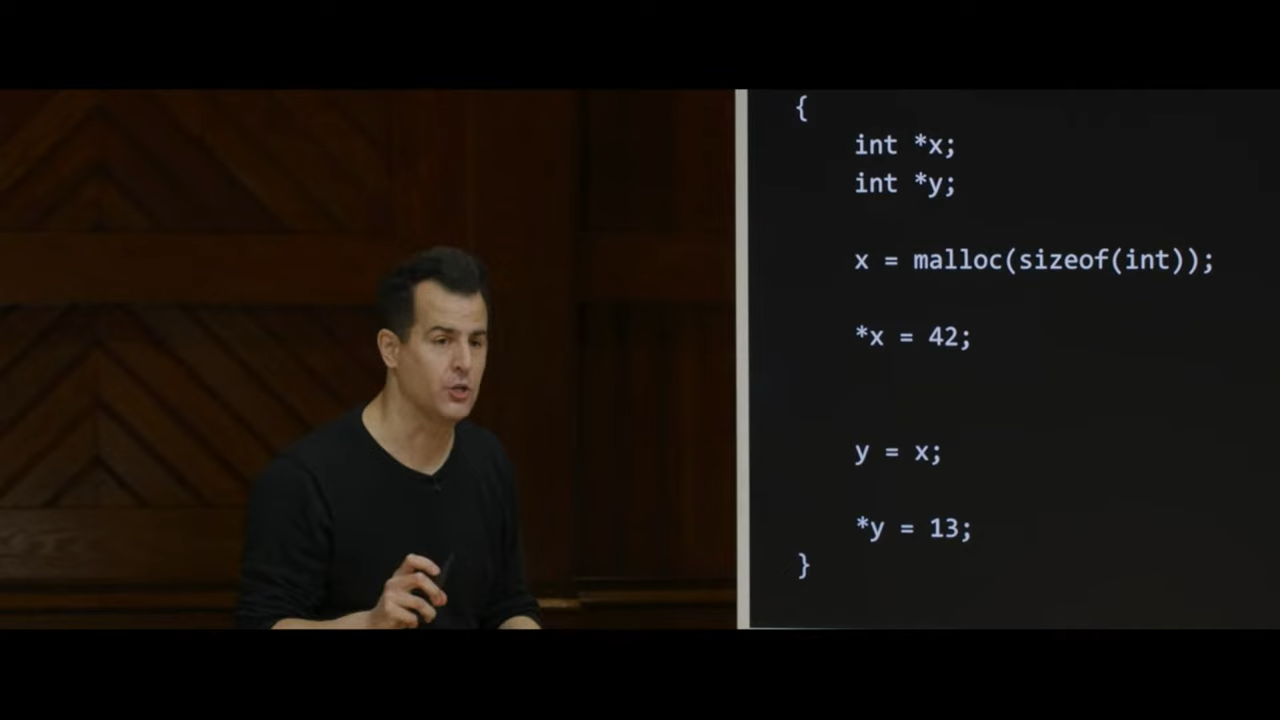 {
int *x;
int *y;
x = malloc(sizeof(int));
*x = 42;
y = x;
*y = 13;
}